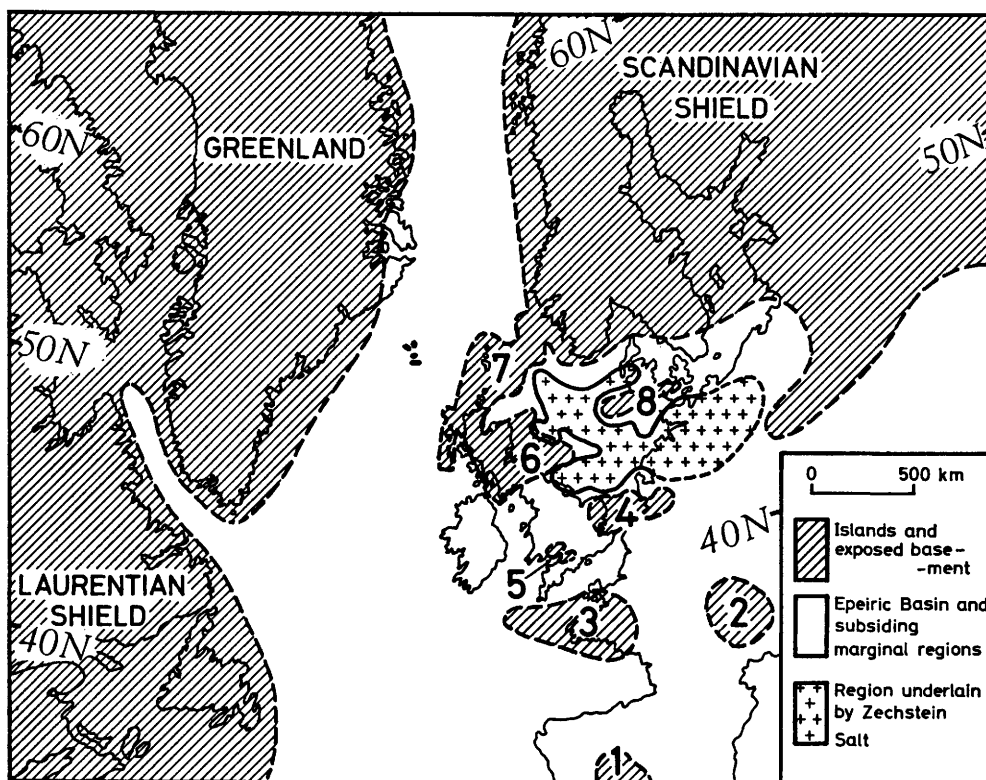 60N
SCANDINAVIAN
SHIELD
60N
GREENLAND
50N
50N
7
8
6
4
40N
5
3
2
1
LAURENTIAN
SHIELD
40N
0 500 km
Islands and
exposed base-
-ment
Epeiric Basin and
subsiding
marginal regions
Region underlain
by Zechstein
Salt